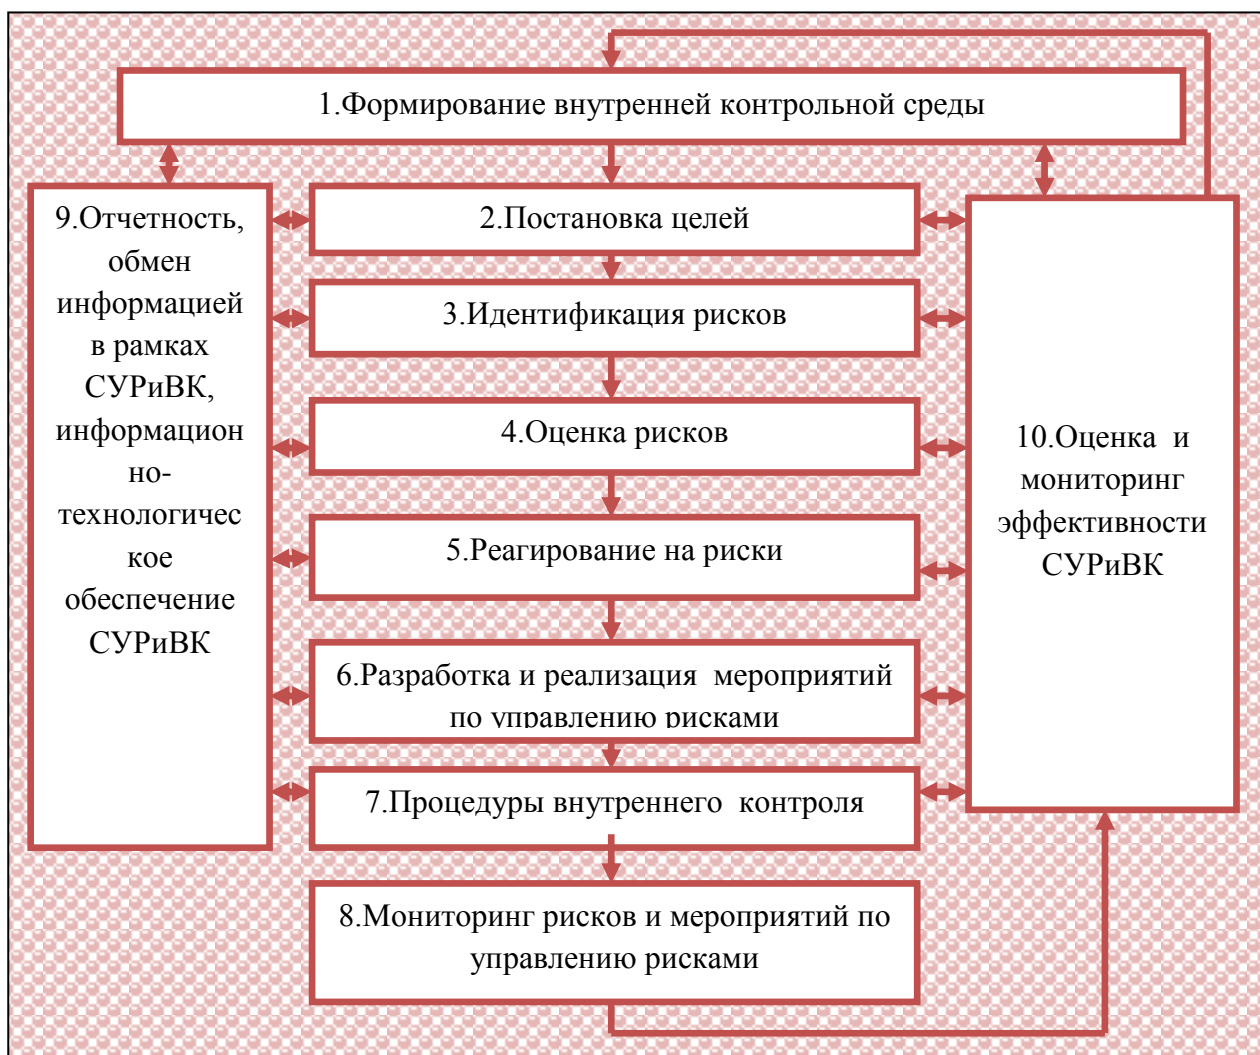 1.Формирование внутренней контрольной среды
9.Отчетность,
обмен
информацией
в рамках
СУРиВК,
информацион
но-
технологичес
кое
обеспечение
СУРиВК
2.Постановка целей
3.Идентификация рисков
4.Оценка рисков
5.Реагирование на риски
6.Разработка и реализация  мероприятий
по управлению рисками
7.Процедуры внутреннего  контроля
8.Мониторинг рисков и мероприятий по
управлению рисками
10.Оценка  и
мониторинг
эффективности
СУРиВК